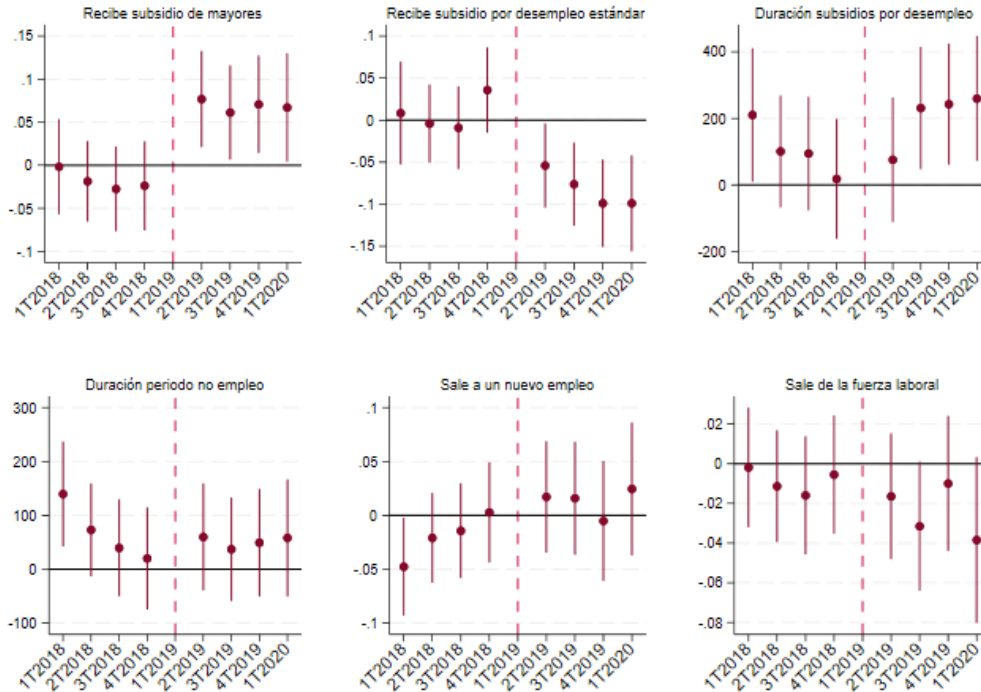 Recibe subsidio de mayores
.15
.1
.05
0
-.05
-.1
1T2018
2T2018
3T2018
4T2018
1T2019
2T2019
3T2019
4T2019
1T2020
Recibe subsidio por desempleo estándar
.1
.05
0
-.05
-.1
-.15
1T2018
2T2018
3T2018
4T2018
1T2019
2T2019
3T2019
4T2019
1T2020
Duración subsidios por desempleo
400
200
0
-200
1T2018
2T2018
3T2018
4T2018
1T2019
2T2019
3T2019
4T2019
1T2020
Duración periodo no empleo
300
200
100
0
-100
1T2018
2T2018
3T2018
4T2018
1T2019
2T2019
3T2019
4T2019
1T2020
Sale a un nuevo empleo
.1
.05
0
-.05
-.1
1T2018
2T2018
3T2018
4T2018
1T2019
2T2019
3T2019
4T2019
1T2020
Sale de la fuerza laboral
.02
0
-.02
-.04
-.06
-.08
1T2018
2T2018
3T2018
4T2018
1T2019
2T2019
3T2019
4T2019
1T2020